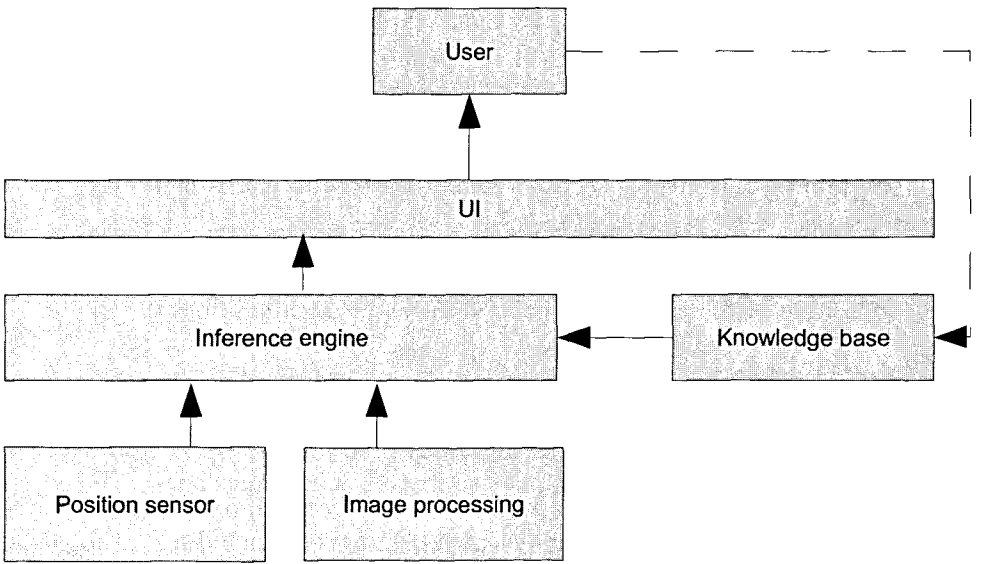 User
UI
Inference engine
Knowledge base
Position sensor
Image processing